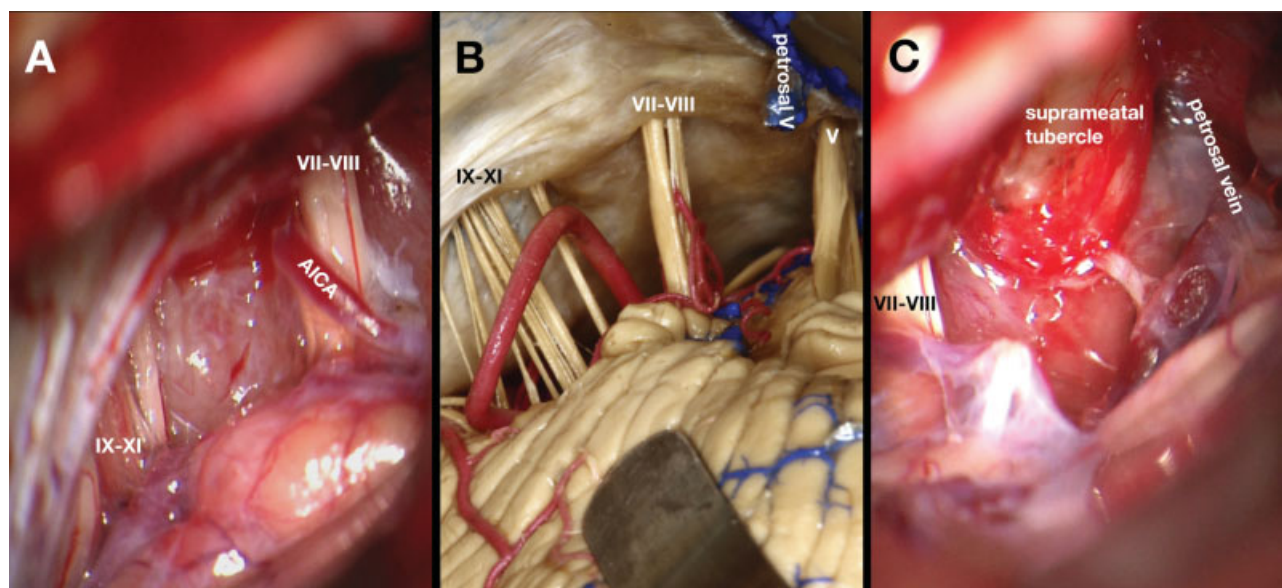 A
VII-VIII
AICA
IX-XI
B
petrosal V
VII-VIII
V
IX-XI
C
suprameatal
tubercle
petrosal vein
VII-VIII